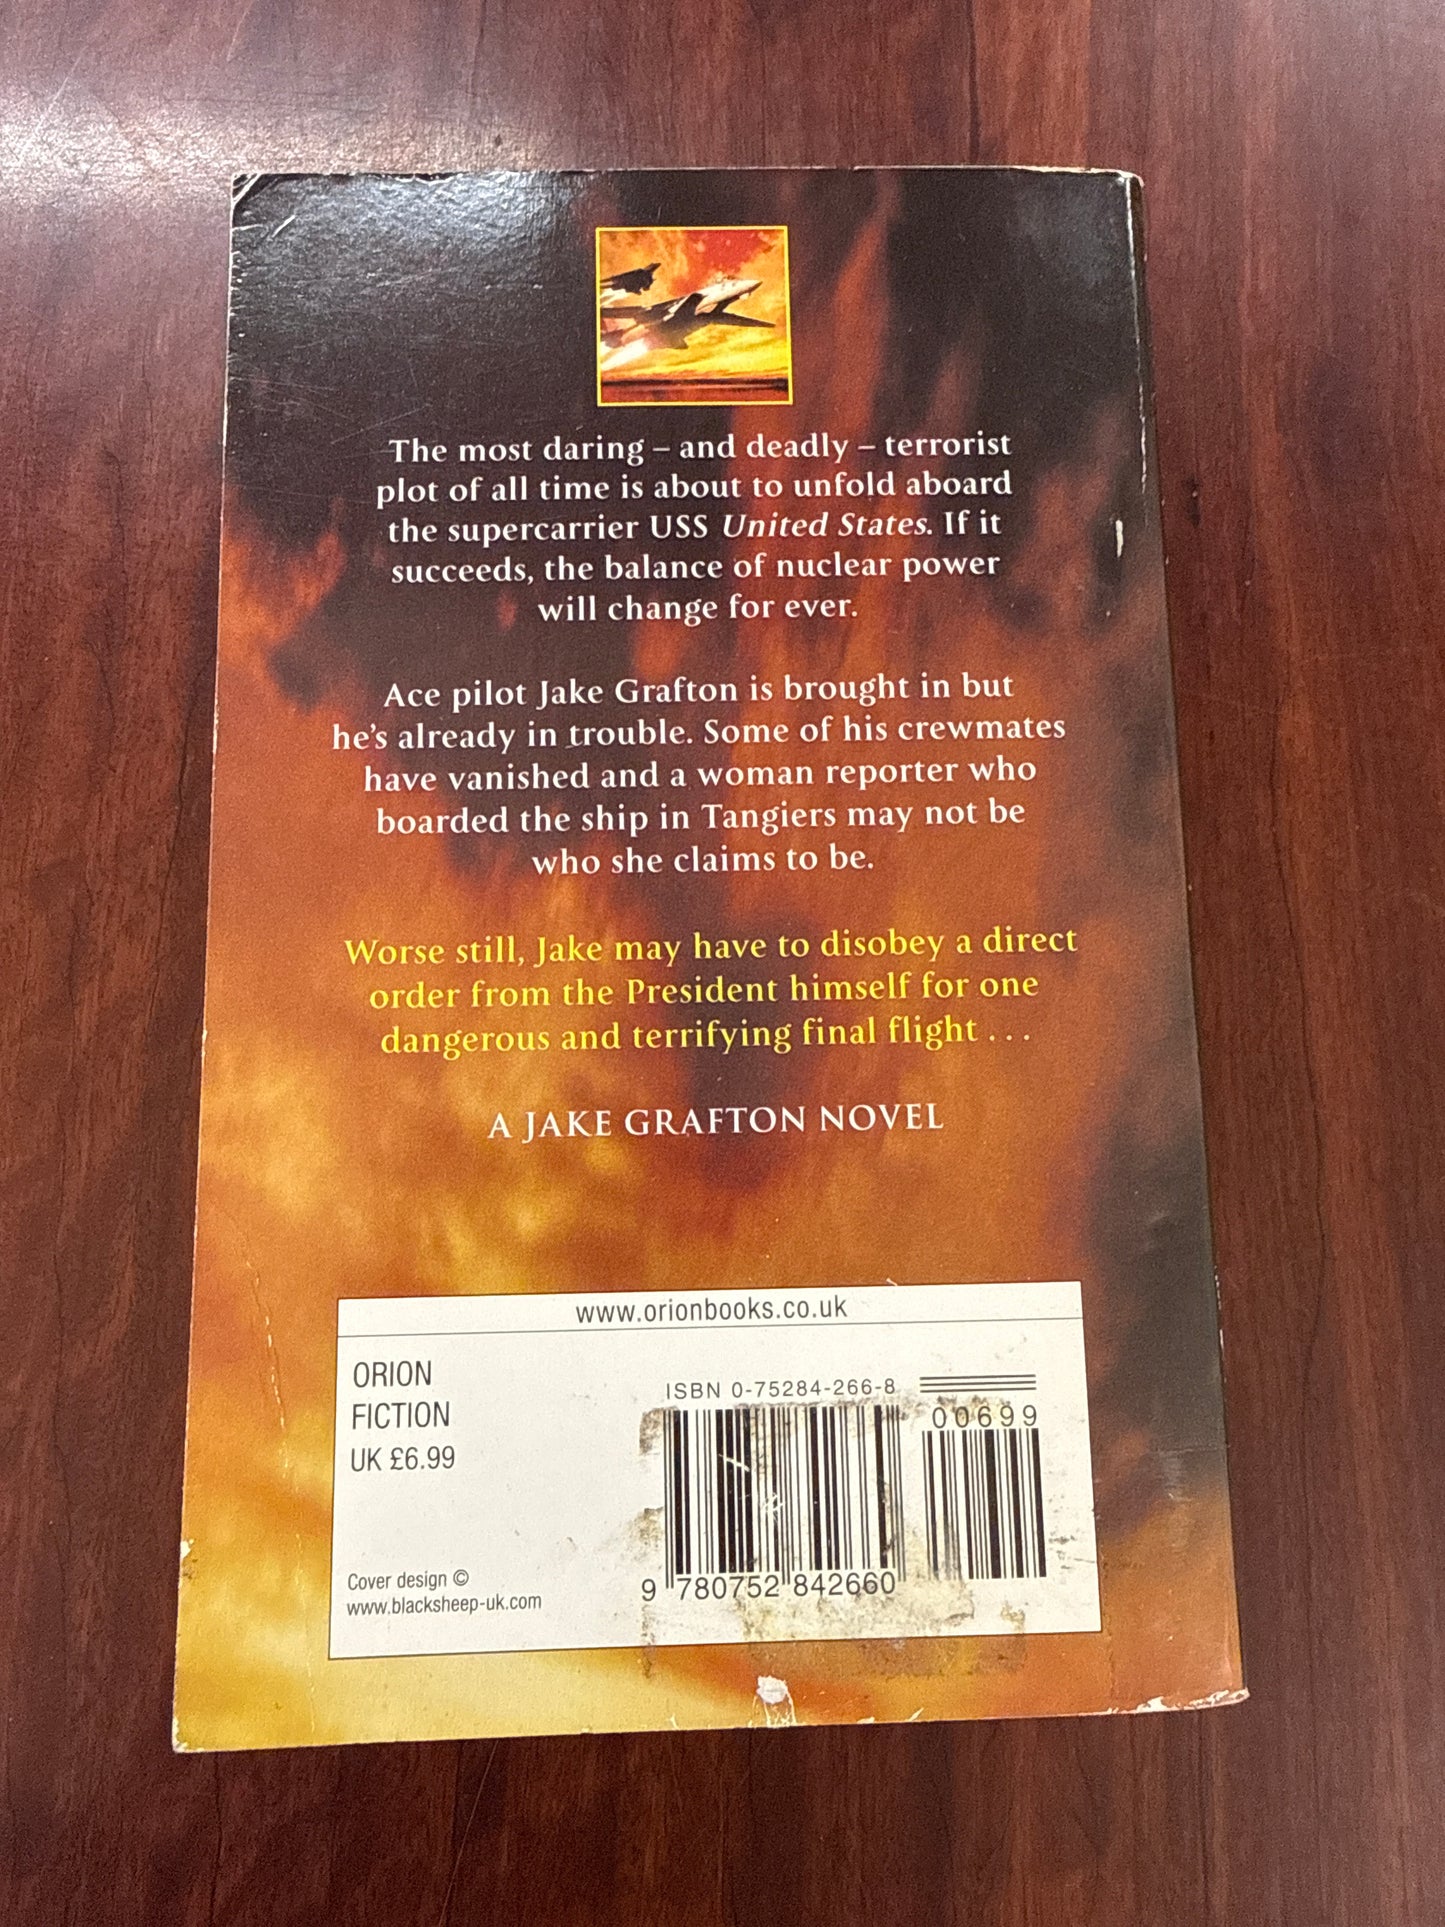 The most daring – and deadly – terrorist
plot of all time is about to unfold aboard
the supercarrier USS United States. If it
succeeds, the balance of nuclear power
will change for ever.
Ace pilot Jake Grafton is brought in but
he's already in trouble. Some of his crewmates
have vanished and a woman reporter who
boarded the ship in Tangiers may not be
who she claims to be.
Worse still, Jake may have to disobey a direct
order from the President himself for one
dangerous and terrifying final flight . . .
A JAKE GRAFTON NOVEL
www.orionbooks.co.uk
ORION
FICTION
UK £6.99
Cover design ©
www.blacksheep-uk.com
ISBN 0-75284-266-8
00699
9 780752 842660